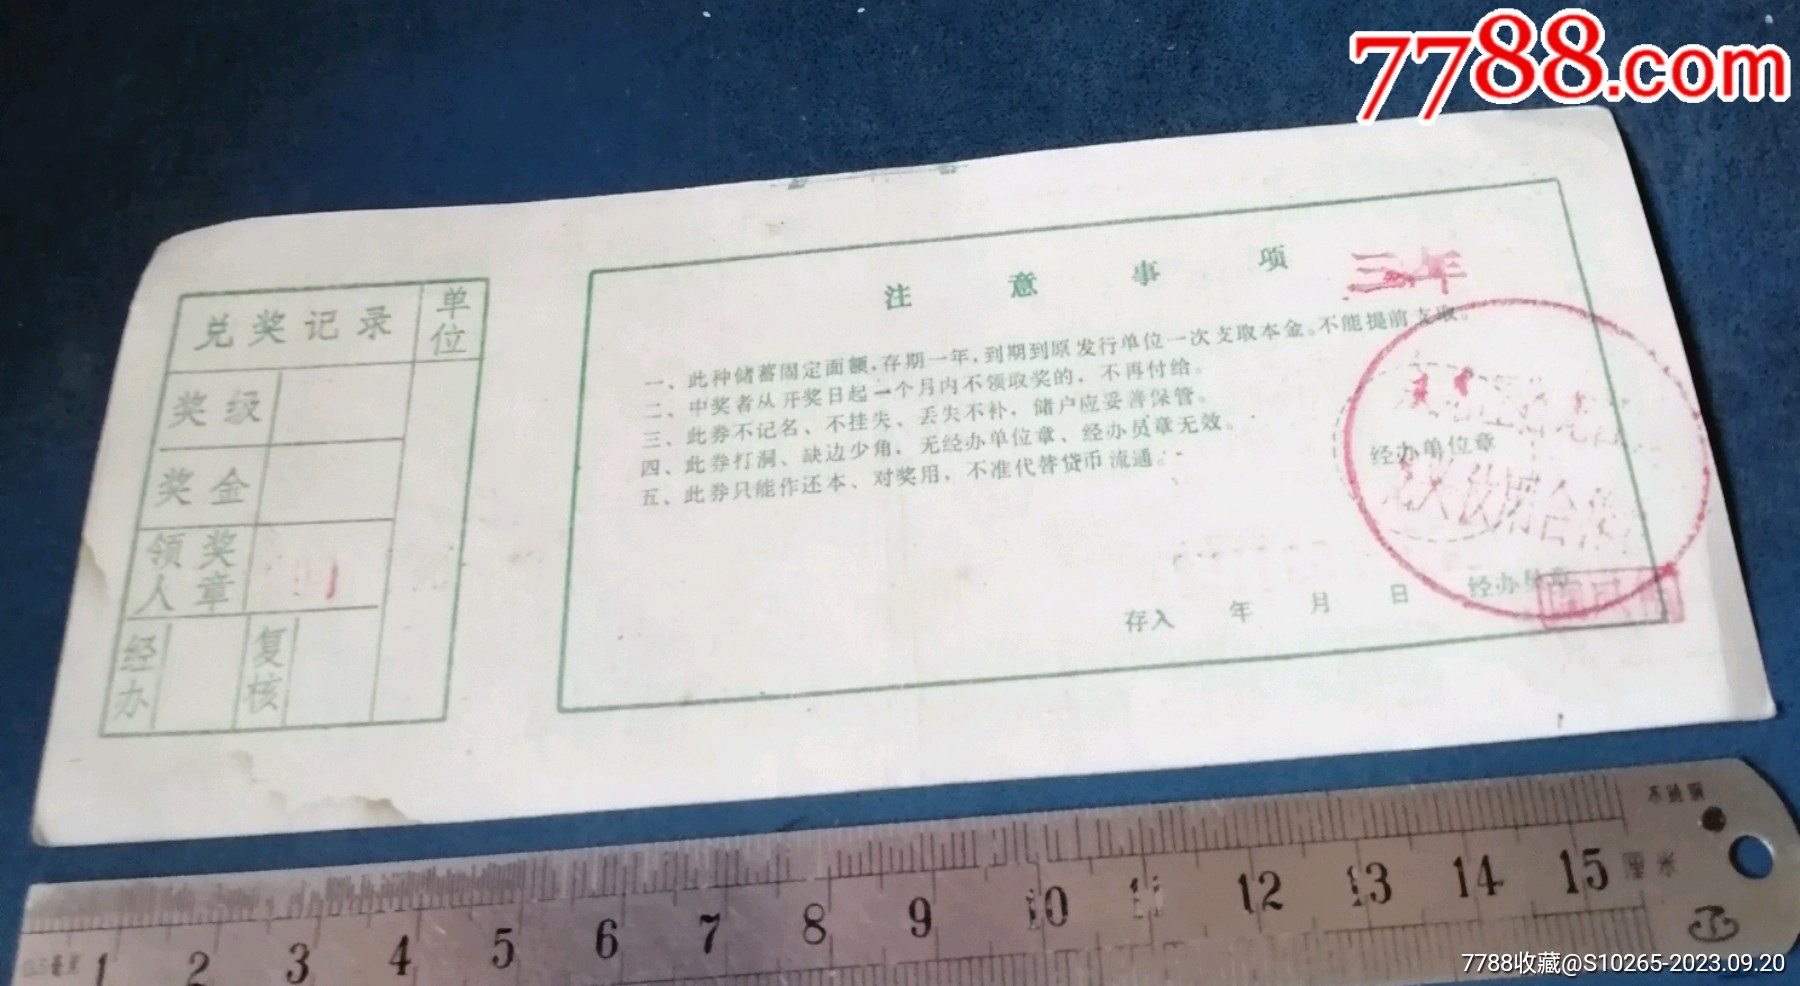 7788.com
注意事项
三年
一、此种储蓄固定面额,存期一年,到期到原发行单位一次支取本金。不能提前支取。
二、中奖者从开奖日起一个月内不领取奖的，不再付给。
三、此券不记名、不挂失、丢失不补，储户应妥善保管。
四、此券打洞、缺边少角，无经办单位章、经办员章无效。
五、此券只能作还本、对奖用，不准代替货币流通。
经办单位章
经办员章
存入 年 月 日
兑奖记录
单位
奖级
奖金
领奖人章
经办
复核
不锈钢
0.5毫米 1 2 3 4 5 6 7 8 9 10 11 12 13 14 15 厘米
7788收藏@S10265-2023.09.20